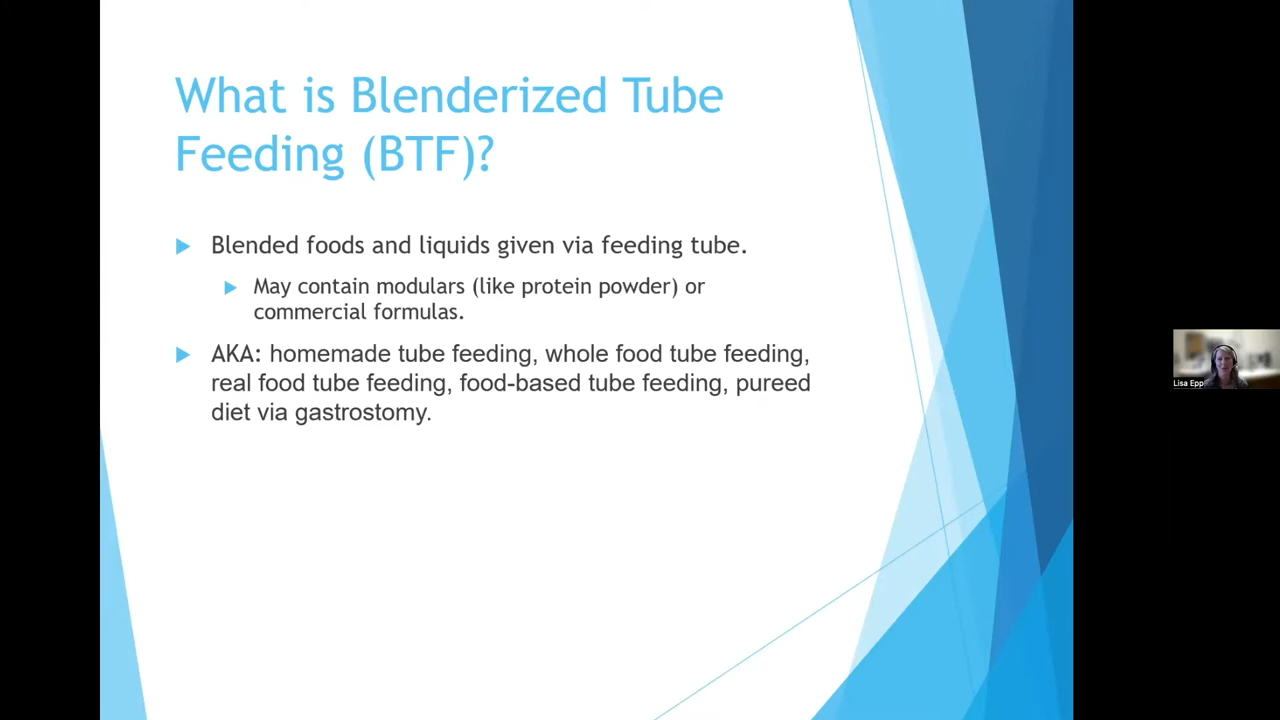 What is Blenderized Tube
Feeding (BTF)?
Blended foods and liquids given via feeding tube.
May contain modulars (like protein powder) or
commercial formulas.
AKA: homemade tube feeding, whole food tube feeding,
real food tube feeding, food-based tube feeding, pureed
diet via gastrostomy.
Lisa Epp